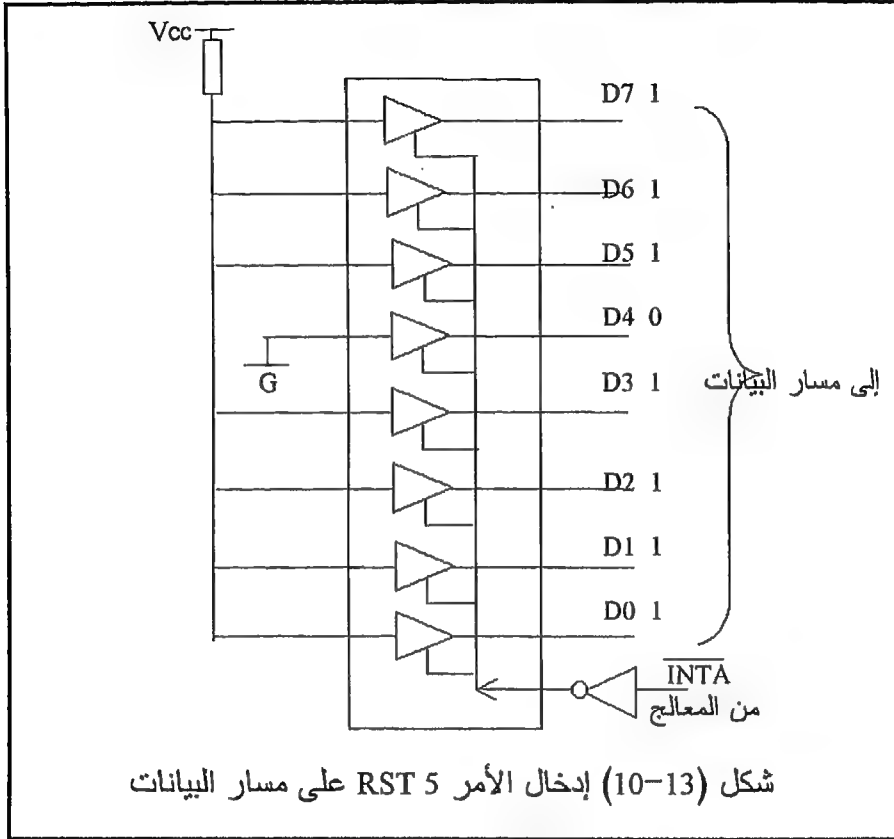 Vcc
D7 1
D6 1
D5 1
D4 0
G
D3 1
إلى مسار البيانات
D2 1
D1 1
D0 1
INTA
من المعالج
شكل (10-13) إدخال الأمر RST 5 على مسار البيانات